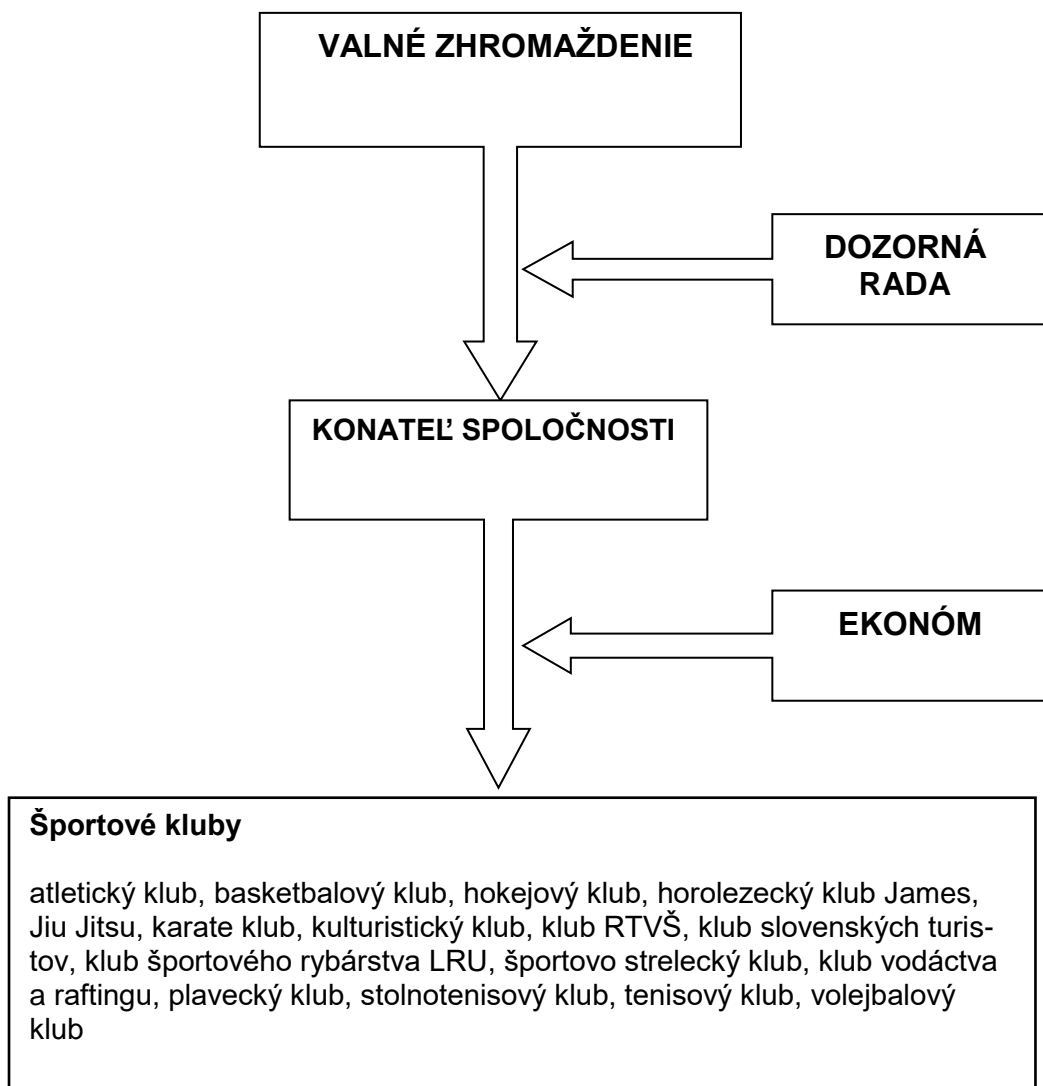 VALNÉ ZHROMAŽDENIE
DOZORNÁ
RADA
KONATEĽ SPOLOČNOSTI
EKONÓM
Športové kluby
atletický klub, basketbalový klub, hokejový klub, horolezecký klub James,
Jiu Jitsu, karate klub, kulturistický klub, klub RTVŠ, klub slovenských turis-
tov, klub športového rybárstva LRU, športovo strelecký klub, klub vodáctva
a raftingu, plavecký klub, stolnotenisový klub, tenisový klub, volejbalový
klub